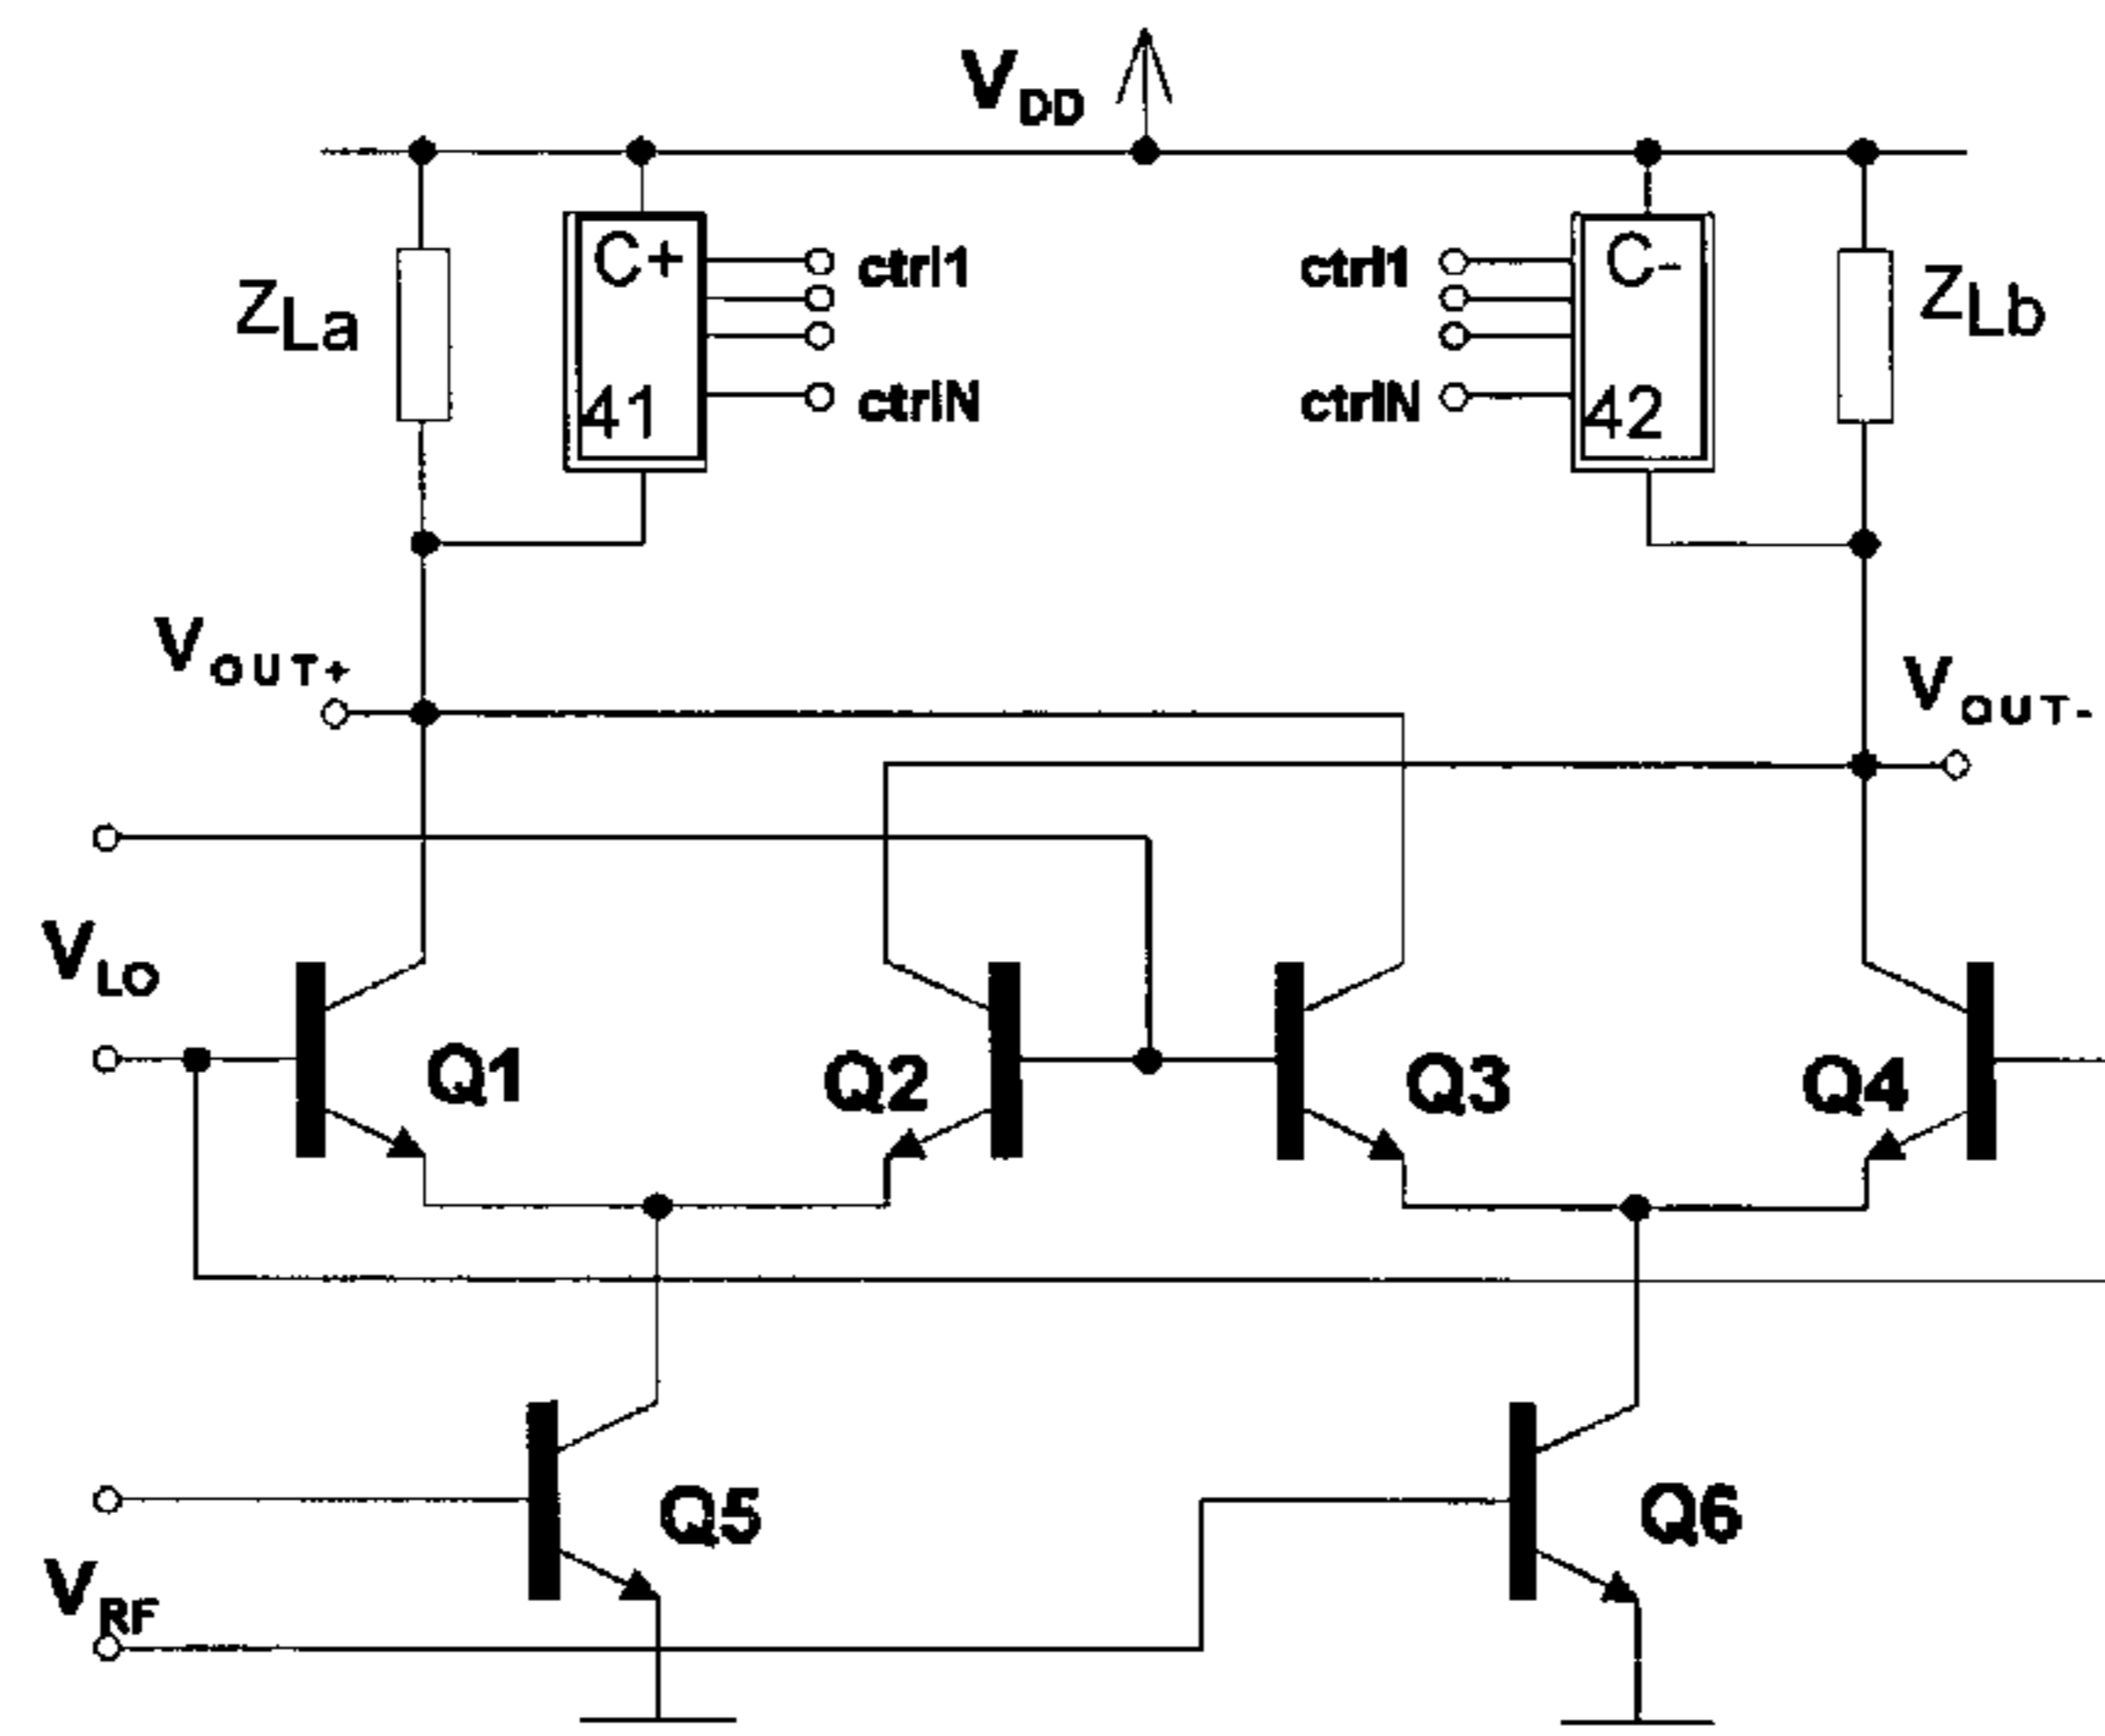 VDD
C+
ctrl1
ctrl1
C-
ZLa
ZLb
41
ctrlN
ctrlN
42
VOUT+
VOUT-
VLO
Q1
Q2
Q3
Q4
Q5
Q6
VRF